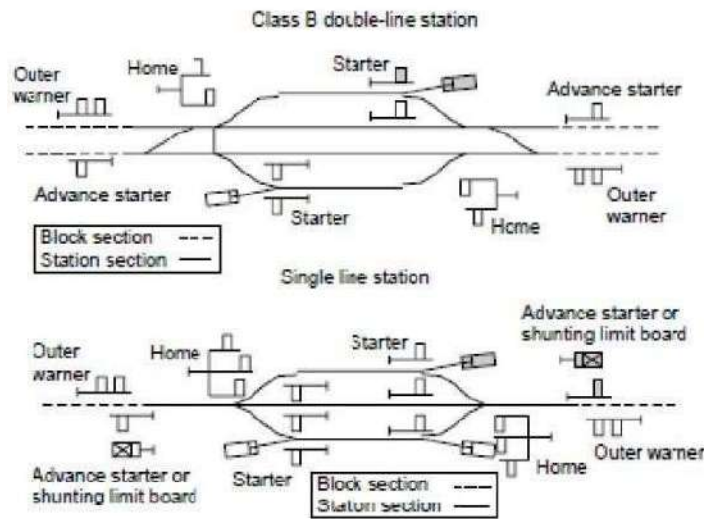 Class B double-line station
Outer
warner
Home
Starter
Advance starter
Advance starter
Starter
Home
Outer
warner
Block section
Station section
Single line station
Advance starter or
shunting limit board
Outer
warner
Home
Starter
Advance starter or
shunting limit board
Starter
Home
Outer warner
Block section
Station section